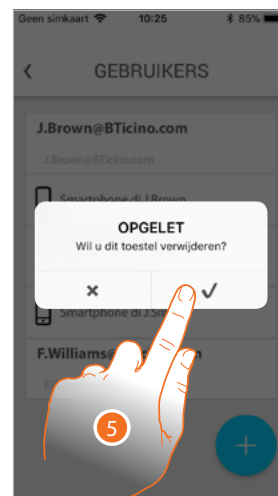 Geen simkaart 10:25 85%
GEBRUIKERS
J.Brown@BTicino.com
J.Brown@BTicino.com
Smartphone di J.Brown
OPGELET
Wil u dit toestel verwijderen?
Smartphone di J.Sm
F.Williams
5